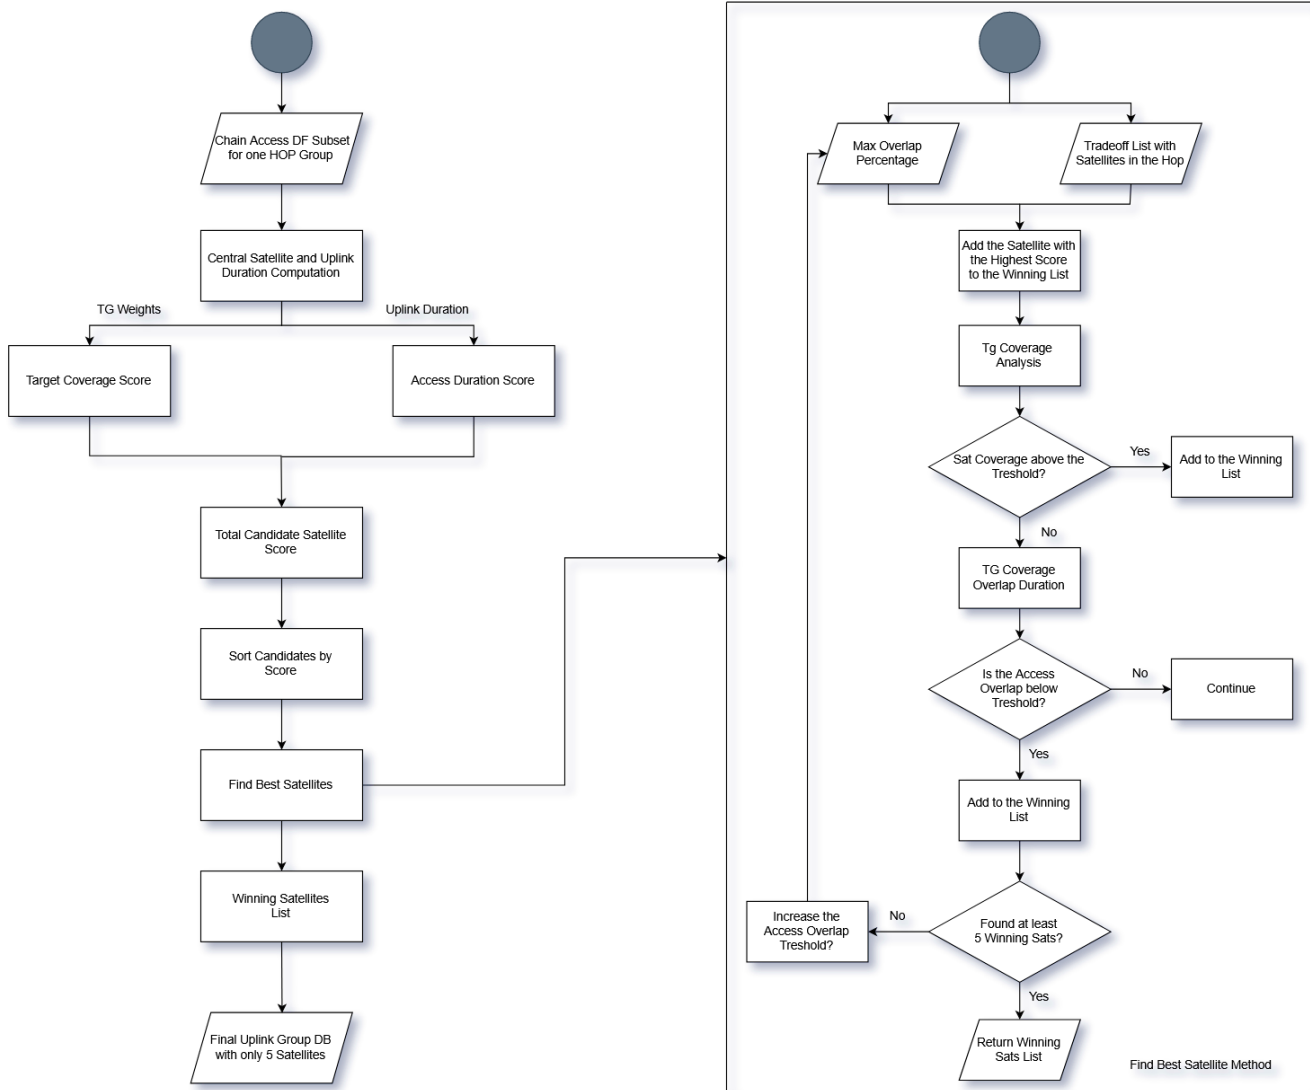 Chain Access DF Subset
for one HOP Group
Central Satellite and Uplink
Duration Computation
TG Weights
Uplink Duration
Target Coverage Score
Access Duration Score
Total Candidate Satellite
Score
Sort Candidates by
Score
Find Best Satellites
Winning Satellites
List
Final Uplink Group DB
with only 5 Satellites
Max Overlap
Percentage
Tradeoff List with
Satellites in the Hop
Add the Satellite with
the Highest Score
to the Winning List
Tg Coverage
Analysis
Sat Coverage above the
Treshold?
Yes
Add to the Winning
List
No
TG Coverage
Overlap Duration
Is the Access
Overlap below
Treshold?
No
Continue
Yes
Add to the Winning
List
Found at least
5 Winning Sats?
No
Increase the
Access Overlap
Treshold?
Yes
Return Winning
Sats List
Find Best Satellite Method